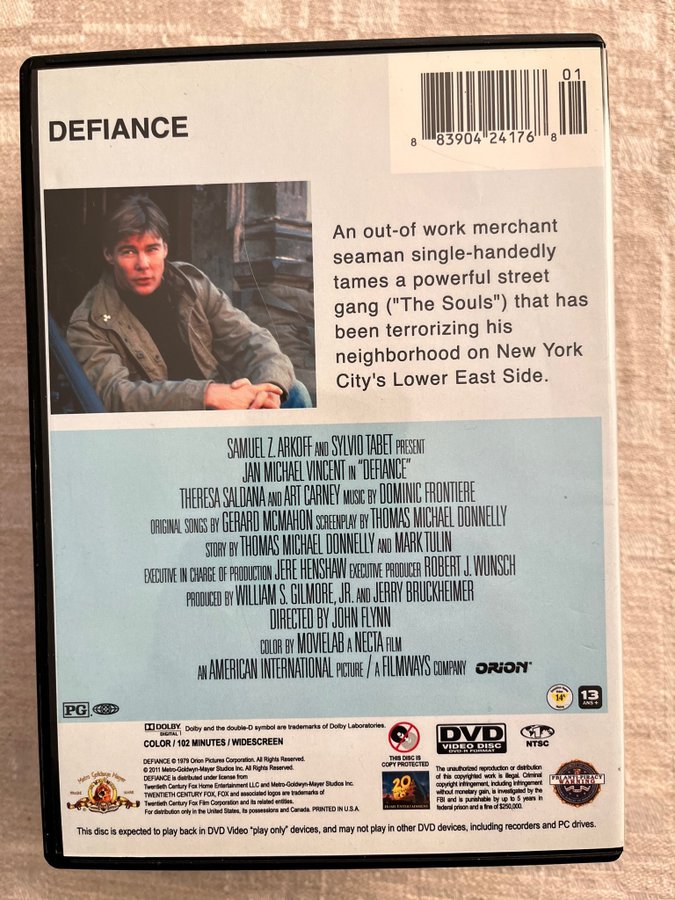 DEFIANCE
01
8 83904 24176 8
An out-of work merchant
seaman single-handedly
tames a powerful street
gang ("The Souls") that has
been terrorizing his
neighborhood on New York
City's Lower East Side.
SAMUEL Z. ARKOFF AND SYLVIO TABET PRESENT
JAN MICHAEL VINCENT IN "DEFIANCE"
THERESA SALDANA AND ART CARNEY MUSIC BY DOMINIC FRONTIERE
ORIGINAL SONGS BY GERARD MCMAHON SCREENPLAY BY THOMAS MICHAEL DONNELLY
STORY BY THOMAS MICHAEL DONNELLY AND MARK TULIN
EXECUTIVE IN CHARGE OF PRODUCTION JERE HENSHAW EXECUTIVE PRODUCER ROBERT J. WUNSCH
PRODUCED BY WILLIAM S. GILMORE, JR. AND JERRY BRUCKHEIMER
DIRECTED BY JOHN FLYNN
COLOR BY MOVIELAB A NECTA FILM
AN AMERICAN INTERNATIONAL PICTURE / A FILMWAYS COMPANY ORION
PG
14
13
ANS +
DOLBY
DIGITAL
Dolby and the double-D symbol are trademarks of Dolby Laboratories.
COLOR / 102 MINUTES / WIDESCREEN
DEFIANCE © 1979 Orion Pictures Corporation. All Rights Reserved.
© 2011 Metro-Goldwyn-Mayer Studios Inc. All Rights Reserved.
DEFIANCE is distributed under license from
Twentieth Century Fox Home Entertainment LLC and Metro-Goldwyn-Mayer Studios Inc.
TWENTIETH CENTURY FOX, FOX and associated logos are trademarks of
Twentieth Century Fox Film Corporation and its related entities.
For distribution only in the United States, its possessions and Canada. PRINTED IN U.S.A.
Metro Goldwyn Mayer
THIS DISC IS
COPY PROTECTED
DVD
VIDEO DISC
DVD-R FORMAT
NTSC
20
The unauthorized reproduction or distribution
of this copyrighted work is illegal. Criminal
copyright infringement, including infringement
without monetary gain, is investigated by the
FBI and is punishable by up to 5 years in
federal prison and a fine of $250,000.
FBI ANTI-PIRACY
WARNING
This disc is expected to play back in DVD Video "play only" devices, and may not play in other DVD devices, including recorders and PC drives.